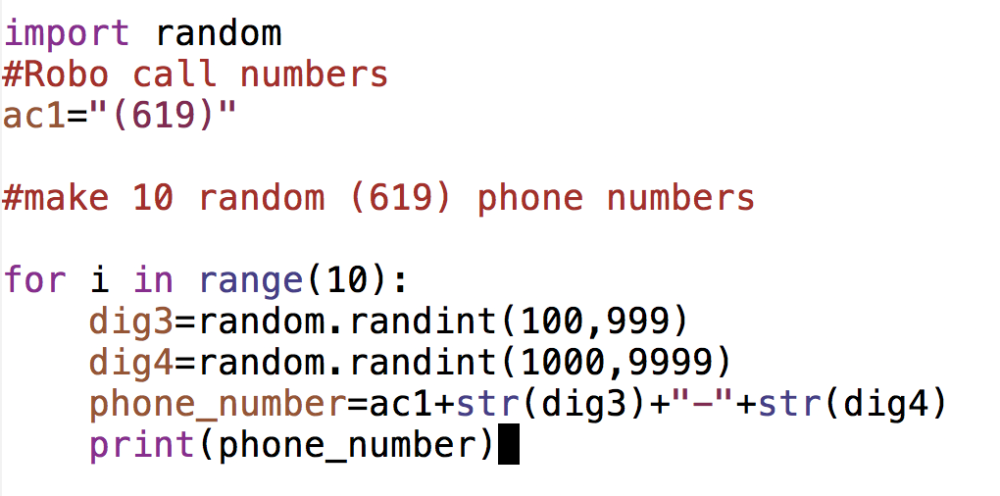 import random
#Robo call numbers
ac1="(619)"
#make 10 random (619) phone numbers
for i in range(10):
    dig3=random.randint(100,999)
    dig4=random.randint(1000,9999)
    phone_number=ac1+str(dig3)+"-"+str(dig4)
    print(phone_number)